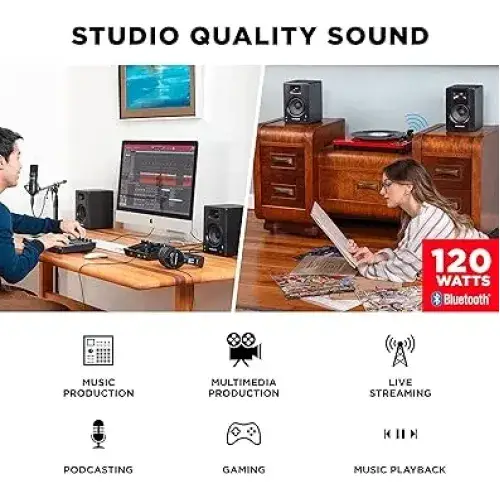 STUDIO QUALITY SOUND
120
WATTS
Bluetooth
MUSIC
PRODUCTION
MULTIMEDIA
PRODUCTION
LIVE
STREAMING
PODCASTING
GAMING
MUSIC PLAYBACK